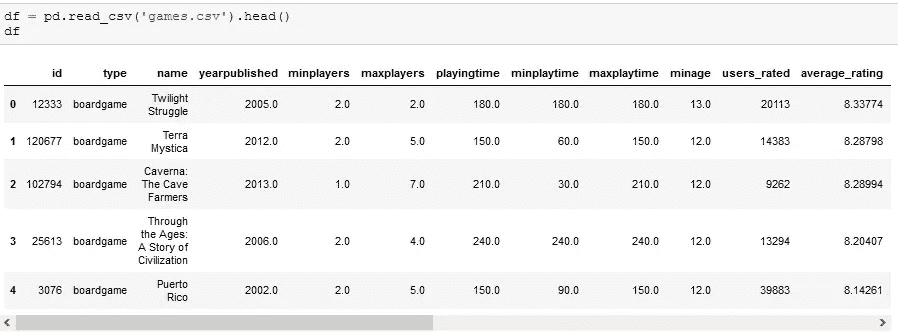 df = pd.read_csv('games.csv').head()
df
id type name yearpublished minplayers maxplayers playingtime minplaytime maxplaytime minage users_rated average_rating
0 12333 boardgame Twilight Struggle 2005.0 2.0 2.0 180.0 180.0 180.0 13.0 20113 8.33774
1 120677 boardgame Terra Mystica 2012.0 2.0 5.0 150.0 60.0 150.0 12.0 14383 8.28798
2 102794 boardgame Caverna: The Cave Farmers 2013.0 1.0 7.0 210.0 30.0 210.0 12.0 9262 8.28994
3 25613 boardgame Through the Ages: A Story of Civilization 2006.0 2.0 4.0 240.0 240.0 240.0 12.0 13294 8.20407
4 3076 boardgame Puerto Rico 2002.0 2.0 5.0 150.0 90.0 150.0 12.0 39883 8.14261